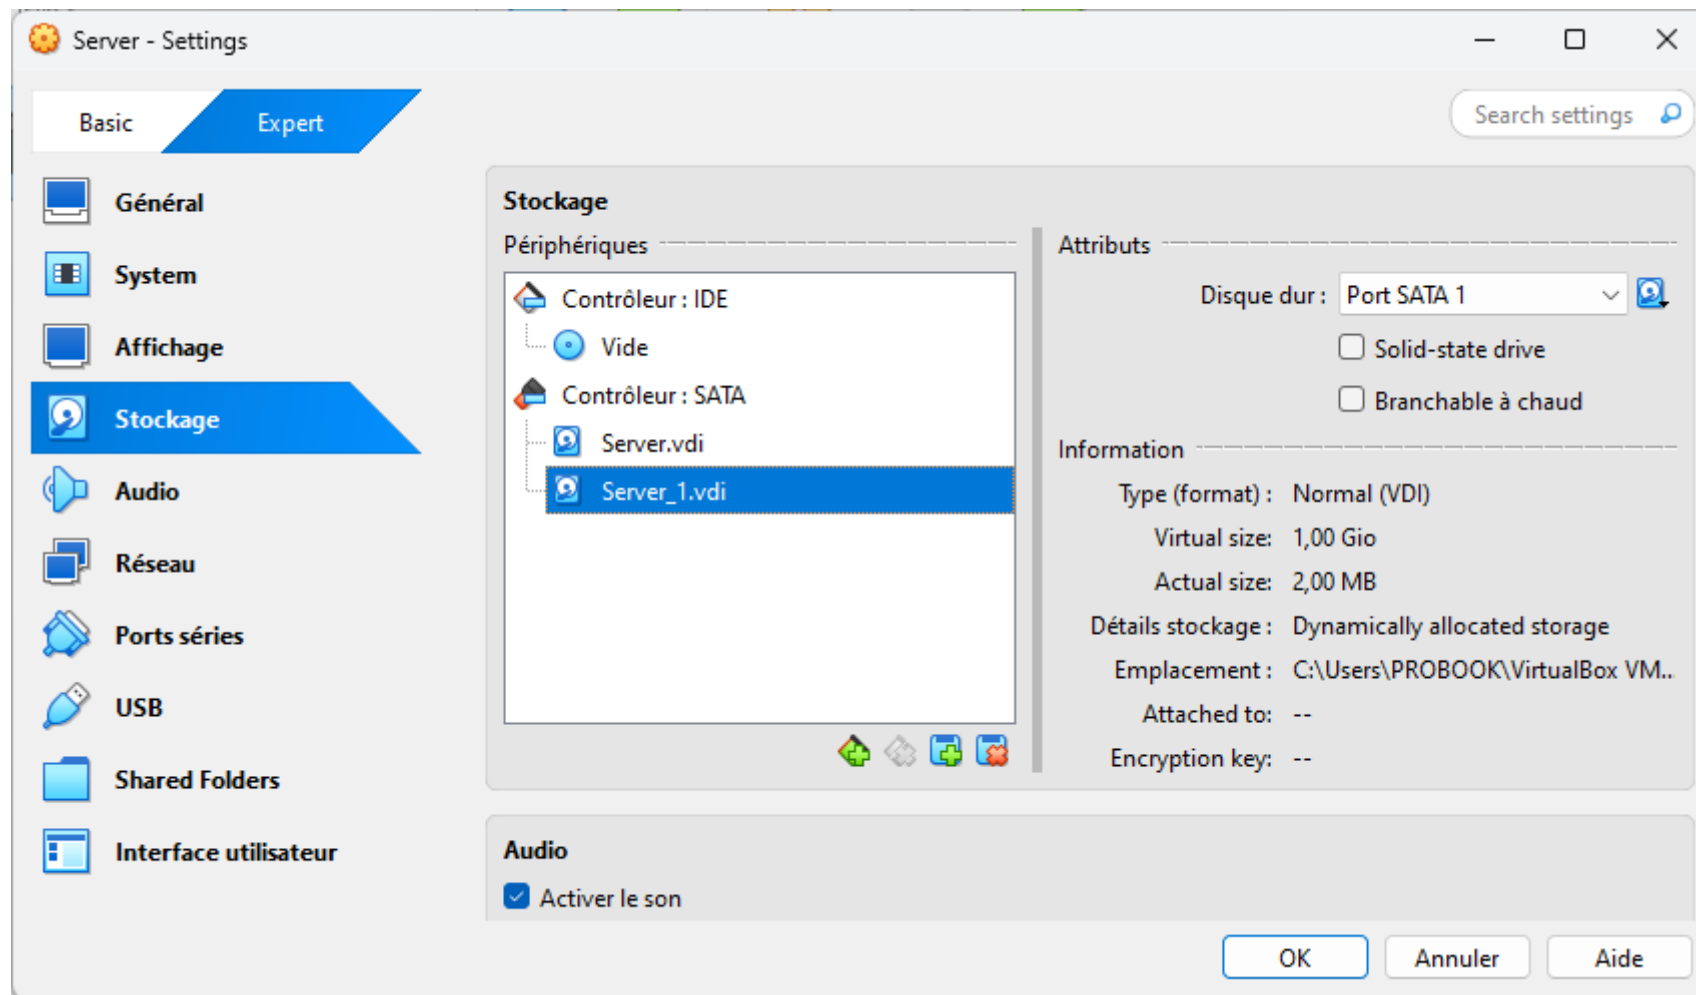 Server - Settings
Basic
Expert
Search settings
Général
System
Affichage
Stockage
Audio
Réseau
Ports séries
USB
Shared Folders
Interface utilisateur
Stockage
Périphériques
Contrôleur : IDE
Vide
Contrôleur : SATA
Server.vdi
Server_1.vdi
Attributs
Disque dur : Port SATA 1
Solid-state drive
Branchable à chaud
Information
Type (format) : Normal (VDI)
Virtual size: 1,00 Gio
Actual size: 2,00 MB
Détails stockage : Dynamically allocated storage
Emplacement : C:\Users\PROBOOK\VirtualBox VM...
Attached to: --
Encryption key: --
Audio
Activer le son
OK
Annuler
Aide